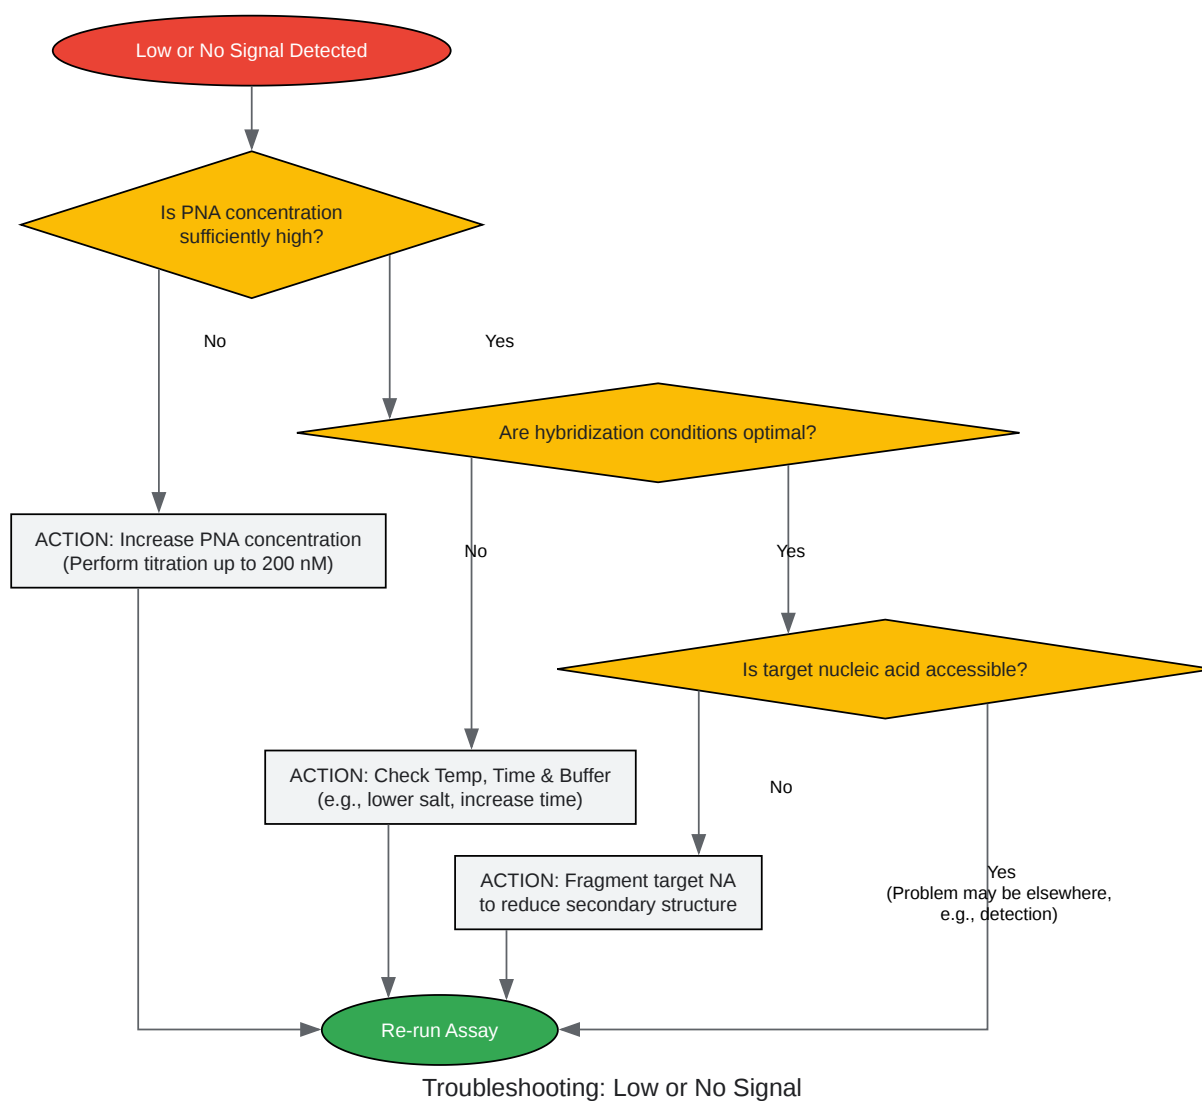 Low or No Signal Detected
Is PNA concentration
sufficiently high?
No
Yes
Are hybridization conditions optimal?
ACTION: Increase PNA concentration
(Perform titration up to 200 nM)
No
Yes
Is target nucleic acid accessible?
ACTION: Check Temp, Time & Buffer
(e.g., lower salt, increase time)
No
ACTION: Fragment target NA
to reduce secondary structure
Yes
(Problem may be elsewhere,
e.g., detection)
Re-run Assay
Troubleshooting: Low or No Signal